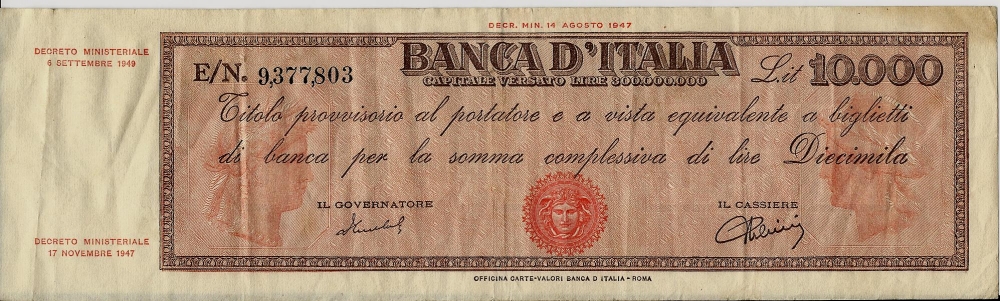 DECR. MIN. 14 AGOSTO 1947
DECRETO MINISTERIALE
6 SETTEMBRE 1949
BANCA D'ITALIA
CAPITALE VERSATO LIRE 300.000.000
E/N. 9,377,803
L.it 10.000
Titolo provvisorio al portatore e a vista equivalente a biglietti
di banca per la somma complessiva di lire Diecimila
IL GOVERNATORE
IL CASSIERE
DECRETO MINISTERIALE
17 NOVEMBRE 1947
OFFICINA CARTE-VALORI BANCA D ITALIA - ROMA